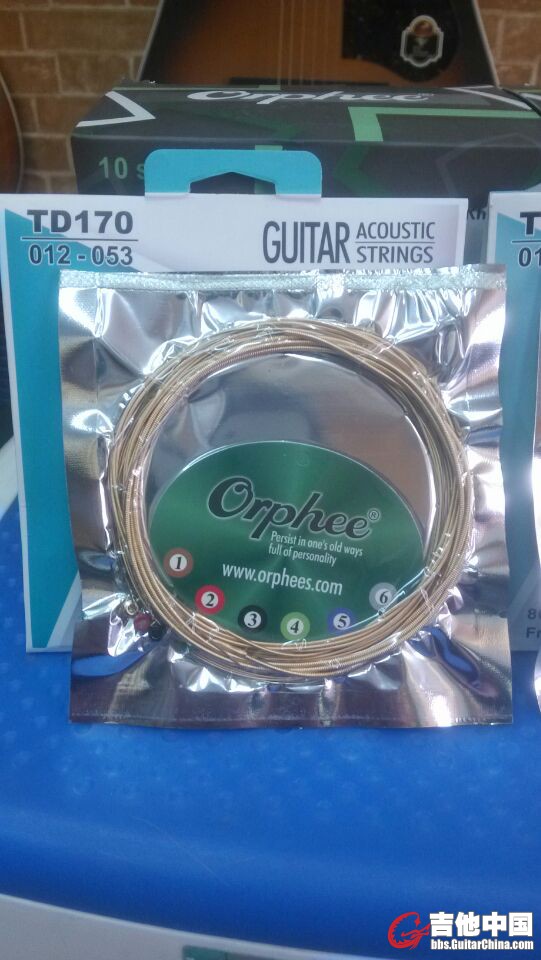 Orphee
10 s
TD170
012 - 053
GUITAR ACOUSTIC STRINGS
T
01
Orphee®
Persist in one's old ways
full of personality
www.orphees.com
1 2 3 4 5 6
Fr
吉他中国
bbs.GuitarChina.com